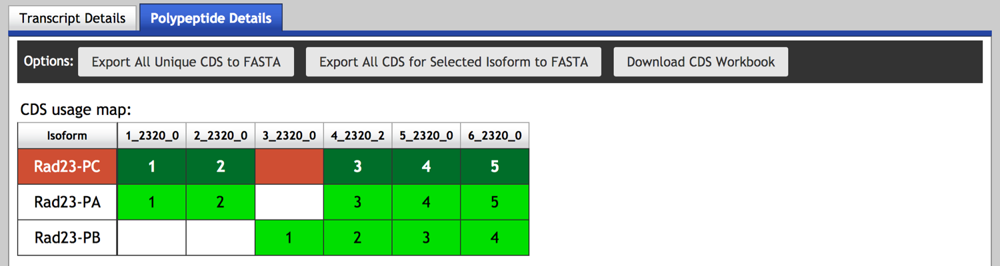 Transcript Details Polypeptide Details
Options: Export All Unique CDS to FASTA Export All CDS for Selected Isoform to FASTA Download CDS Workbook
CDS usage map:
Isoform 1_2320_0 2_2320_0 3_2320_0 4_2320_2 5_2320_0 6_2320_0
Rad23-PC 1 2 3 4 5
Rad23-PA 1 2 3 4 5
Rad23-PB 1 2 3 4